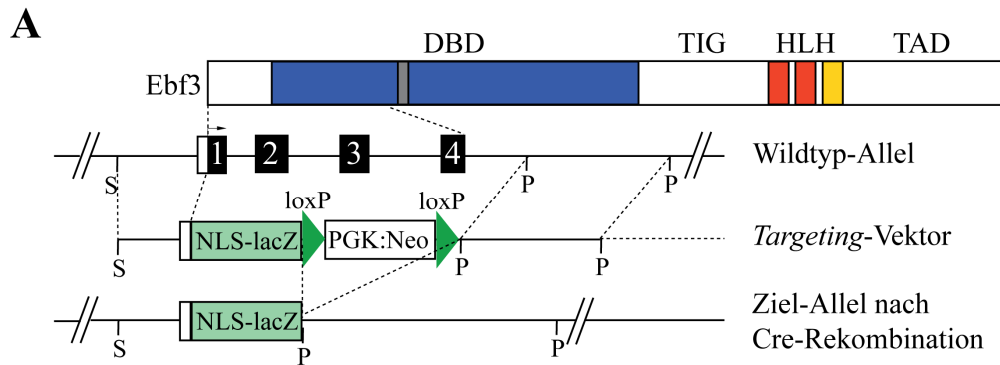 A
DBD TIG HLH TAD
Ebf3
1 2 3 4 Wildtyp-Allel
S P P
loxP loxP
NLS-lacZ PGK:Neo Targeting-Vektor
S P P
Ziel-Allel nach
NLS-lacZ
S P P
Cre-Rekombination